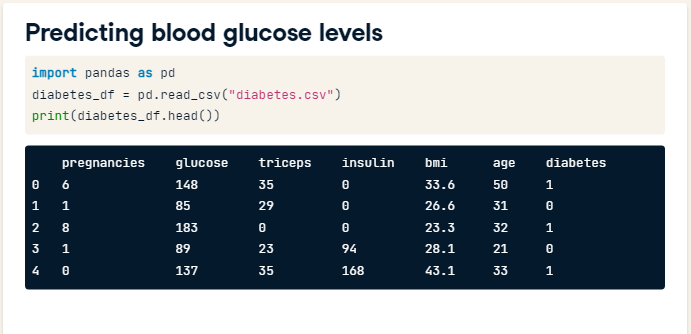 Predicting blood glucose levels
import pandas as pd
diabetes_df = pd.read_csv("diabetes.csv")
print(diabetes_df.head())
pregnancies glucose triceps insulin bmi age diabetes
0 6 148 35 0 33.6 50 1
1 1 85 29 0 26.6 31 0
2 8 183 0 0 23.3 32 1
3 1 89 23 94 28.1 21 0
4 0 137 35 168 43.1 33 1